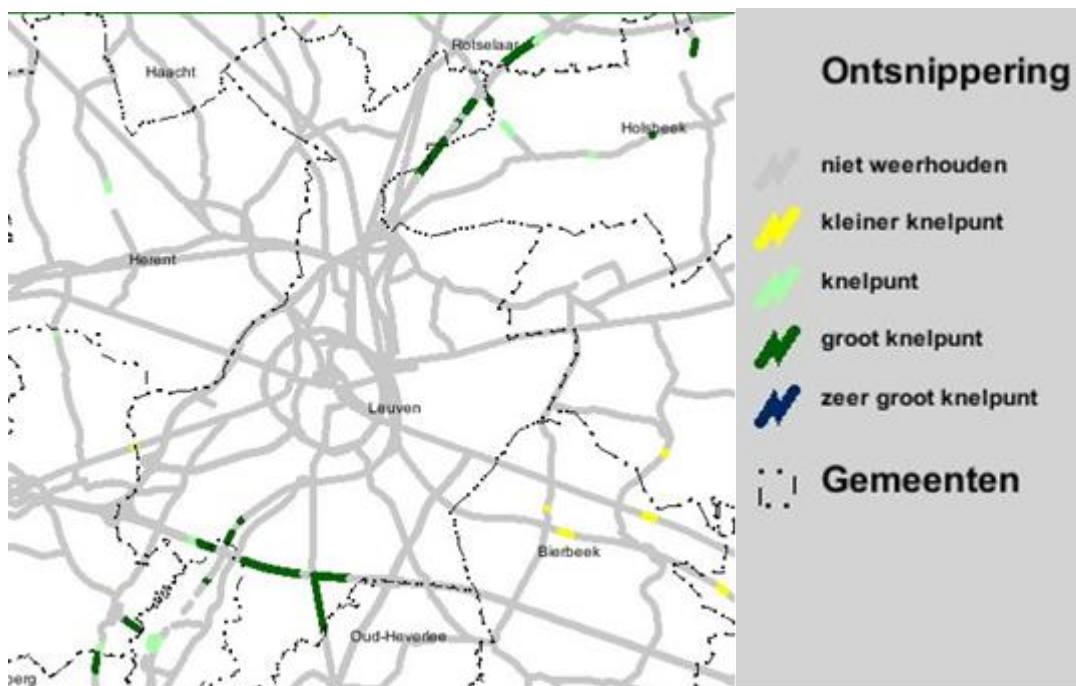 Rotselaar
Haacht
Holsbeek
Herent
Leuven
Bierbeek
Oud-Heverlee
berg
Ontsnippering
niet weerhouden
kleiner knelpunt
knelpunt
groot knelpunt
zeer groot knelpunt
Gemeenten